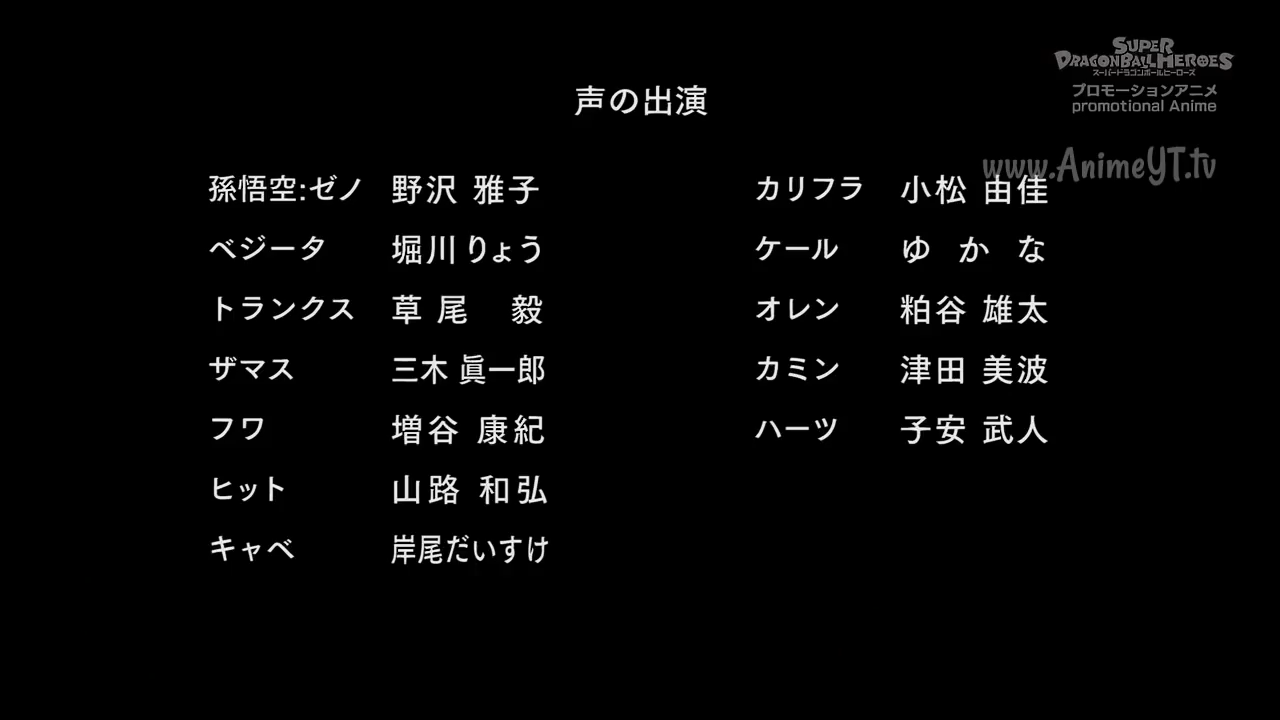 SUPER
DRAGONBALL HEROES
スーパードラゴンボールヒーローズ
プロモーションアニメ
promotional Anime
声の出演
www.AnimeYT.tv
孫悟空:ゼノ 野沢 雅子
ベジータ 堀川りょう
トランクス 草尾 毅
ザマス 三木 眞一郎
フワ 増谷 康紀
ヒット 山路 和弘
キャベ 岸尾だいすけ
カリフラ 小松 由佳
ケール ゆかな
オレン 粕谷 雄太
カミン 津田 美波
ハーツ 子安 武人